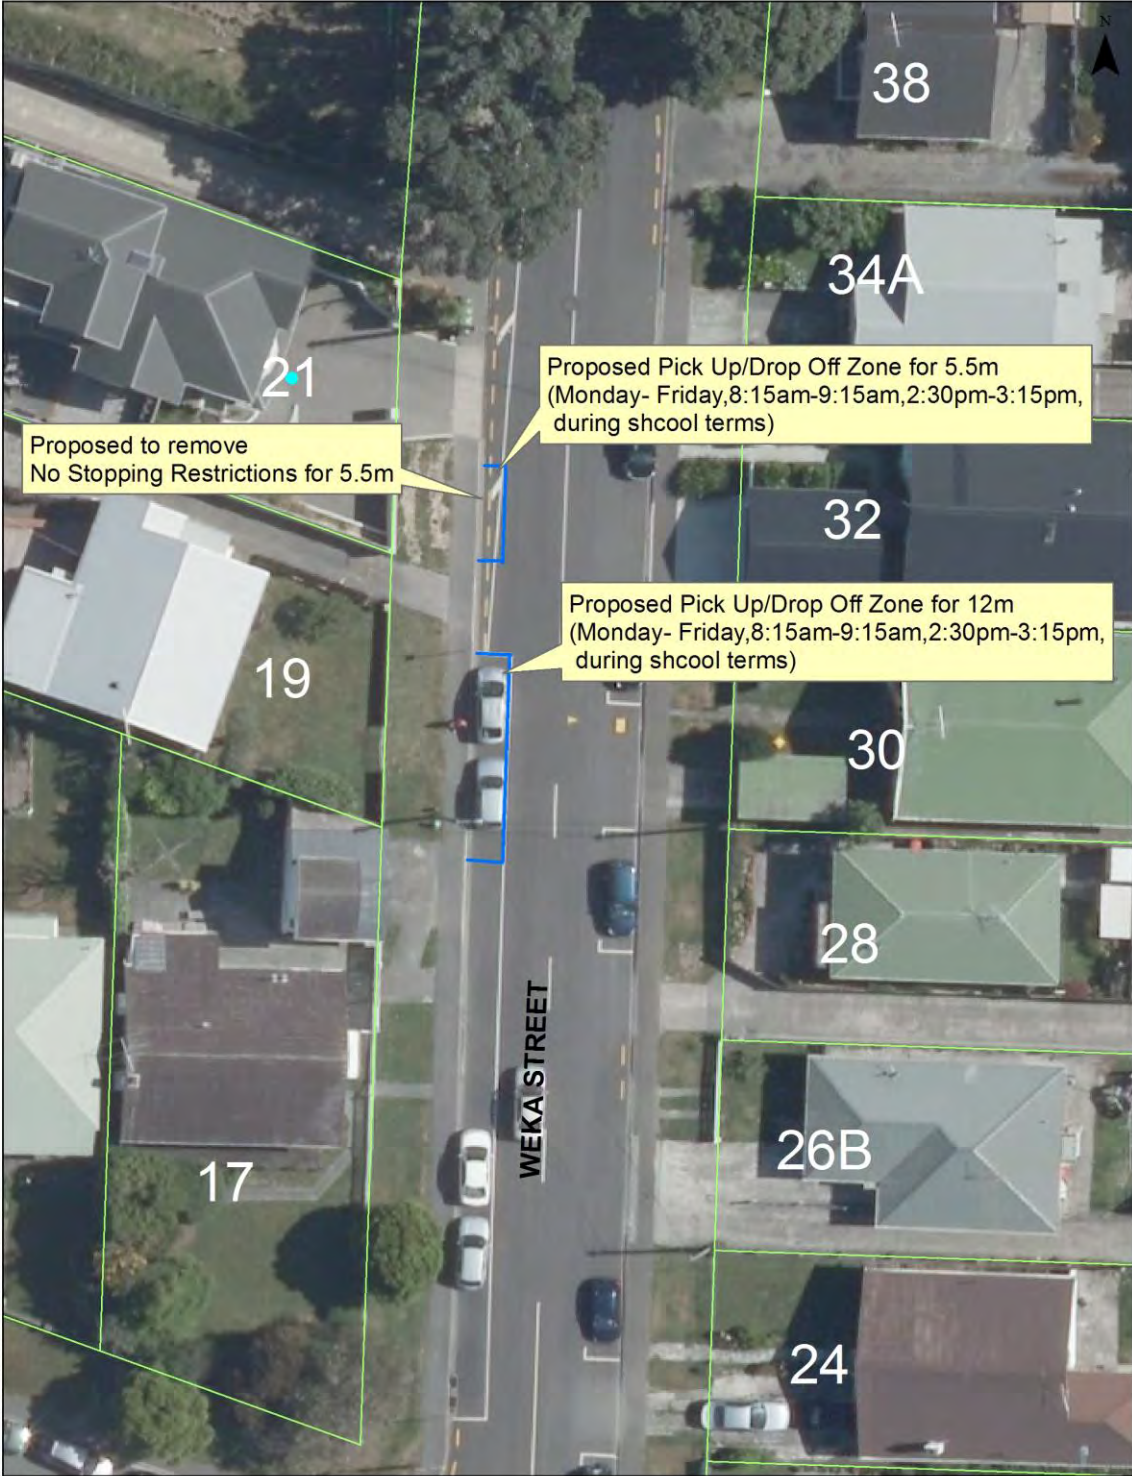 N
38
34A
21
Proposed Pick Up/Drop Off Zone for 5.5m
(Monday- Friday,8:15am-9:15am,2:30pm-3:15pm,
during shcool terms)
Proposed to remove
No Stopping Restrictions for 5.5m
32
Proposed Pick Up/Drop Off Zone for 12m
(Monday- Friday,8:15am-9:15am,2:30pm-3:15pm,
during shcool terms)
19
30
28
WEKA STREET
26B
17
24